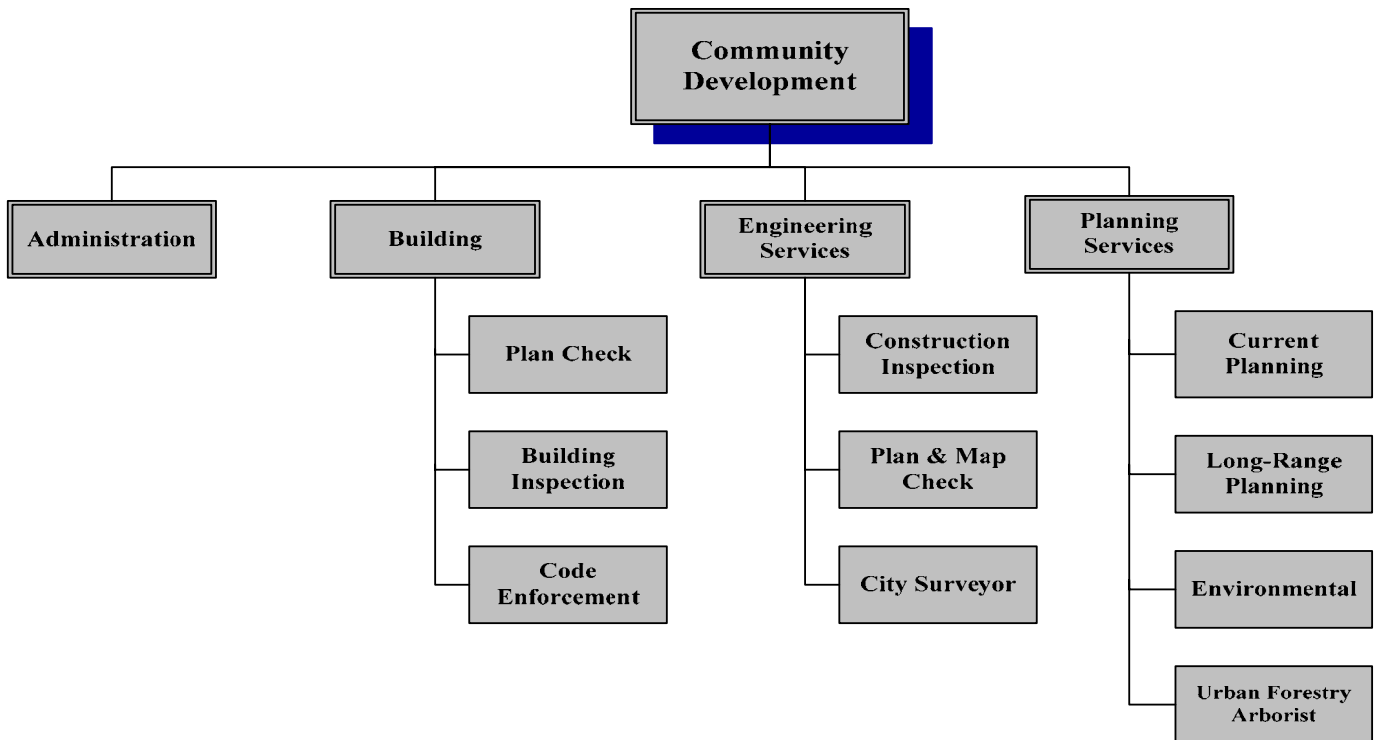 Community
Development
Administration
Building
Engineering
Services
Planning
Services
Plan Check
Building
Inspection
Code
Enforcement
Construction
Inspection
Plan & Map
Check
City Surveyor
Current
Planning
Long-Range
Planning
Environmental
Urban Forestry
Arborist